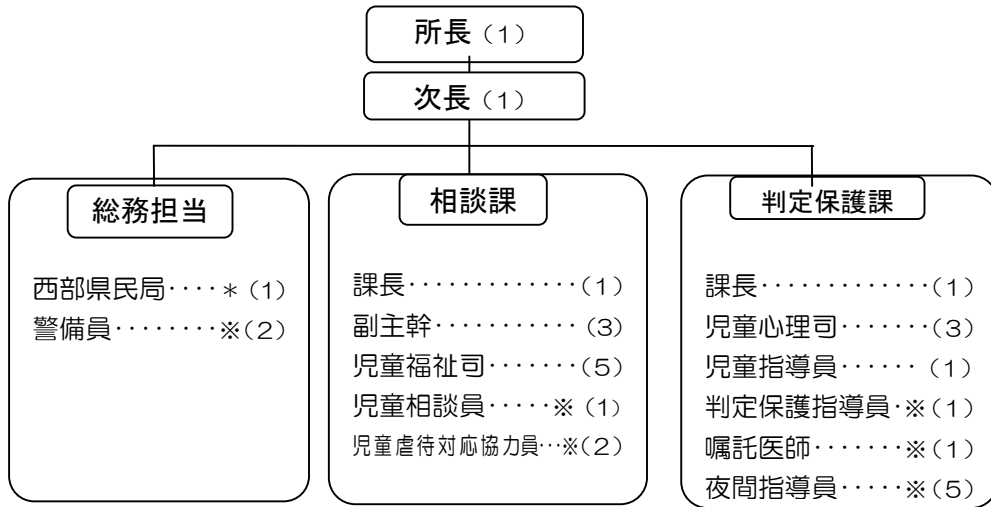 所長（1）
次長（1）
総務担当
西部県民局････＊（1）
警備員････････※（2）
相談課
課長･････････････（1）
副主幹･･･････････（3）
児童福祉司･･･････（5）
児童相談員･････※（1）
児童虐待対応協力員･･･※（2）
判定保護課
課長･････････････（1）
児童心理司･･･････（3）
児童指導員･･････（1）
判定保護指導員･※（1）
嘱託医師･･････※（1）
夜間指導員･････※（5）